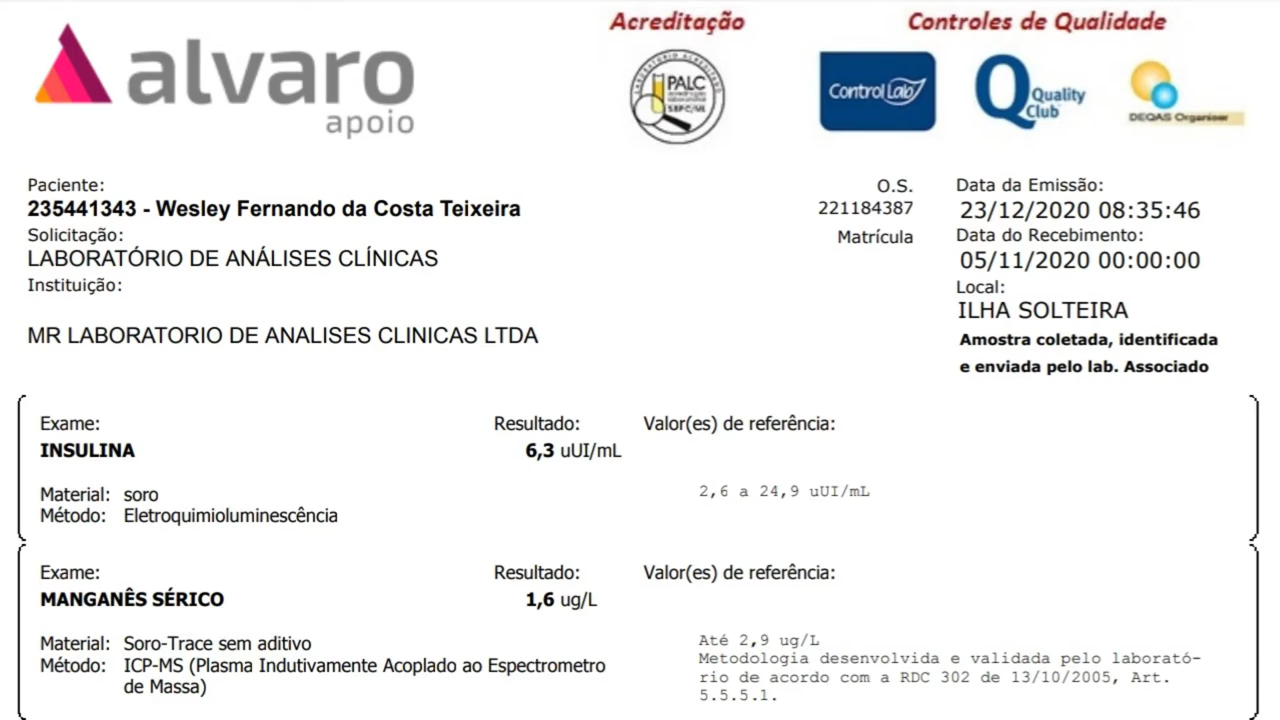 Acreditação
Controles de Qualidade
alvaro
apoio
PALC
SBPC/ML
ControlLab
Quality
Club
DEQAS Organiser
Paciente:
235441343 - Wesley Fernando da Costa Teixeira
Solicitação:
LABORATÓRIO DE ANÁLISES CLÍNICAS
Instituição:
MR LABORATORIO DE ANALISES CLINICAS LTDA
O.S.
221184387
Matrícula
Data da Emissão:
23/12/2020 08:35:46
Data do Recebimento:
05/11/2020 00:00:00
Local:
ILHA SOLTEIRA
Amostra coletada, identificada
e enviada pelo lab. Associado
Exame: Resultado: Valor(es) de referência:
INSULINA 6,3 uUI/mL
Material: soro 2,6 a 24,9 uUI/mL
Método: Eletroquimioluminescência
Exame: Resultado: Valor(es) de referência:
MANGANÊS SÉRICO 1,6 ug/L
Material: Soro-Trace sem aditivo
Método: ICP-MS (Plasma Indutivamente Acoplado ao Espectrometro
de Massa)
Até 2,9 ug/L
Metodologia desenvolvida e validada pelo laborató-
rio de acordo com a RDC 302 de 13/10/2005, Art.
5.5.5.1.